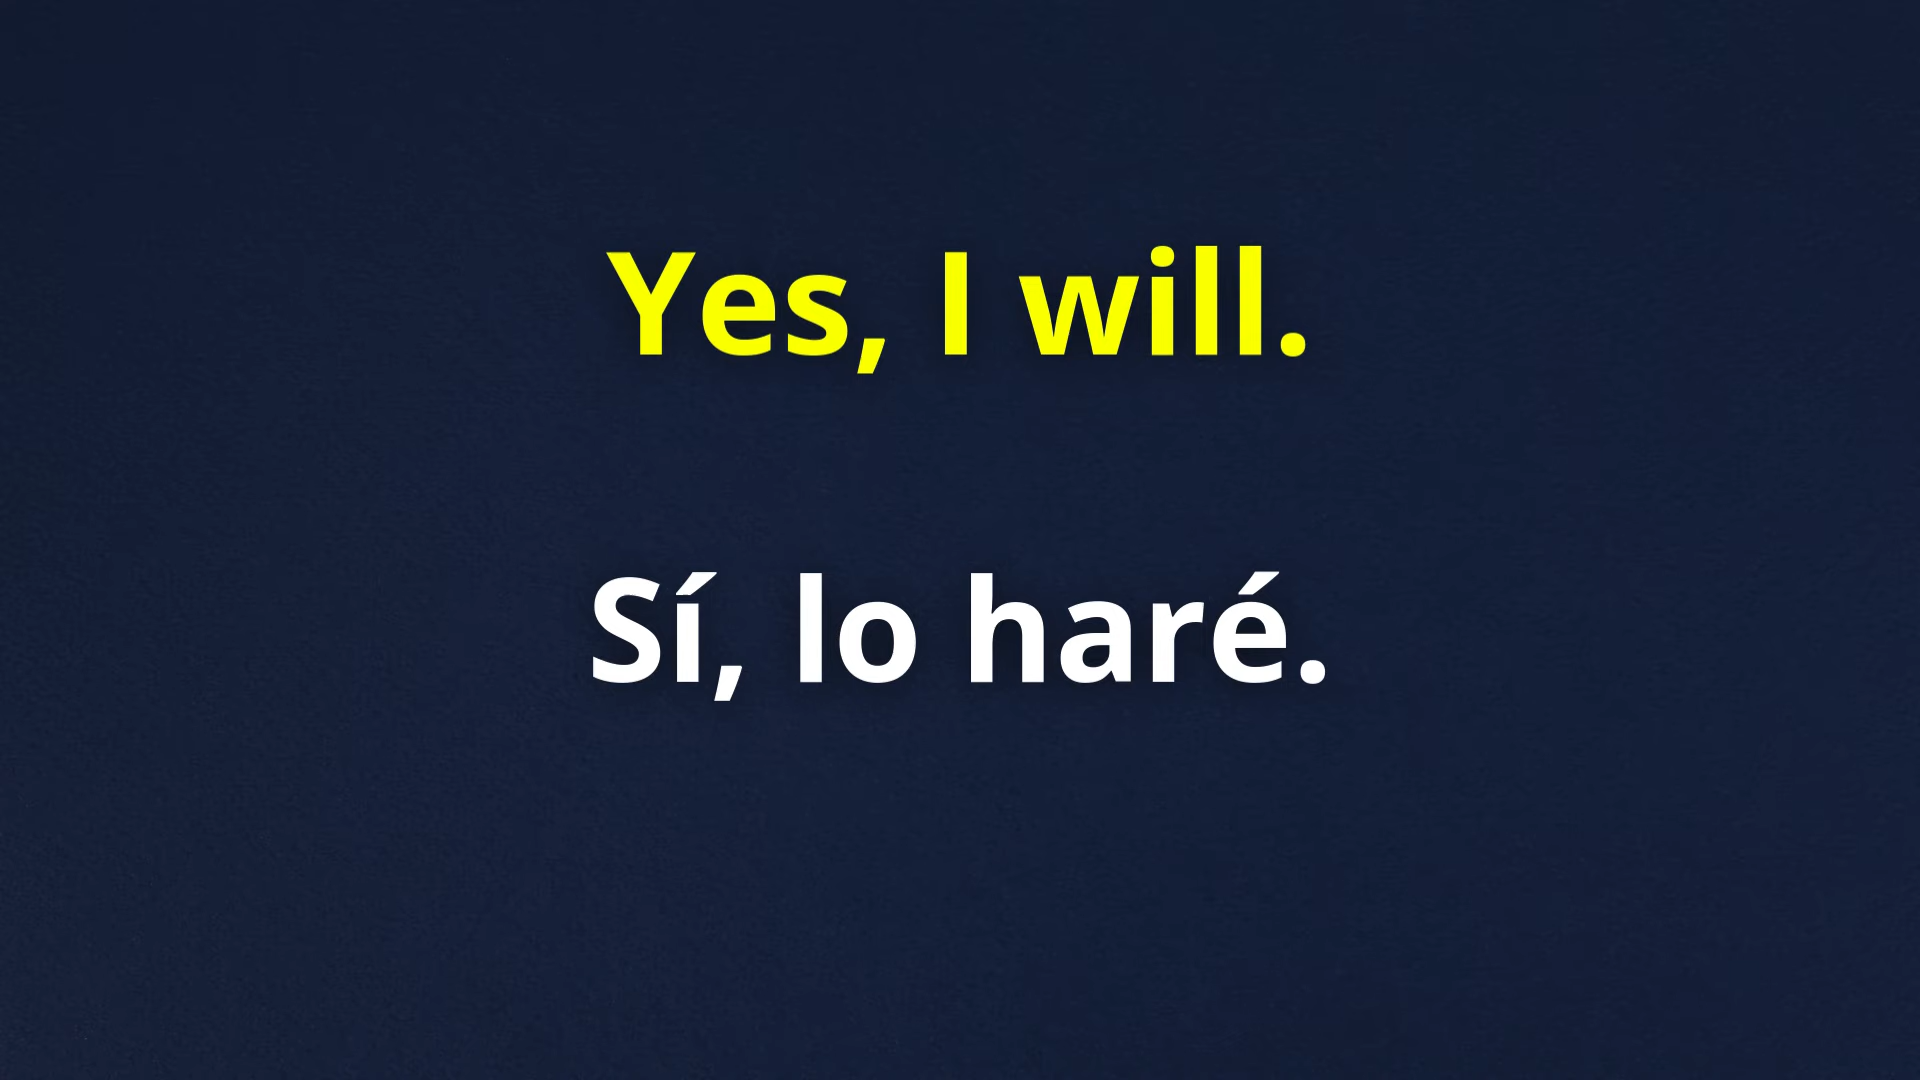 Yes, I will.
Sí, lo haré.